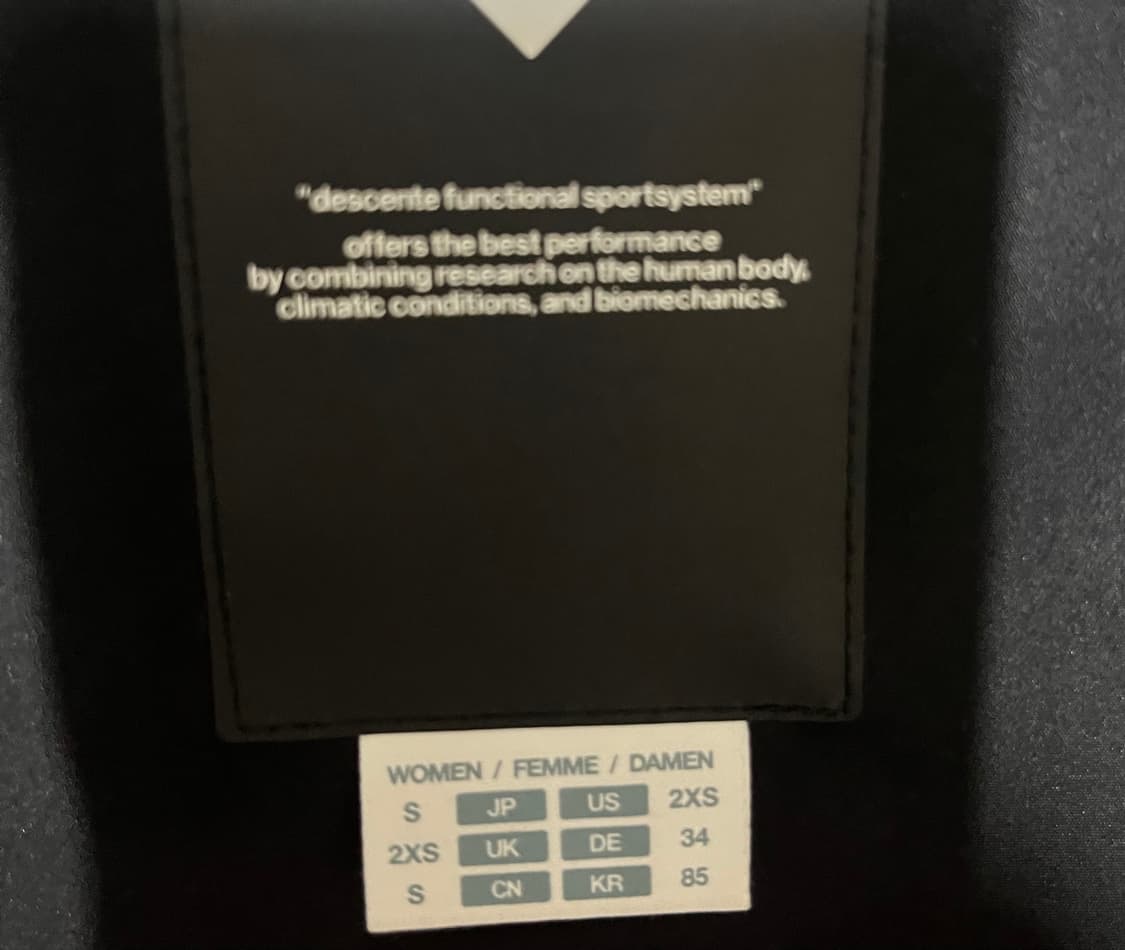 "descente functional sportsystem"
offers the best performance
by combining research on the human body,
climatic conditions, and biomechanics.
WOMEN / FEMME / DAMEN
S JP US 2XS
2XS UK DE 34
S CN KR 85